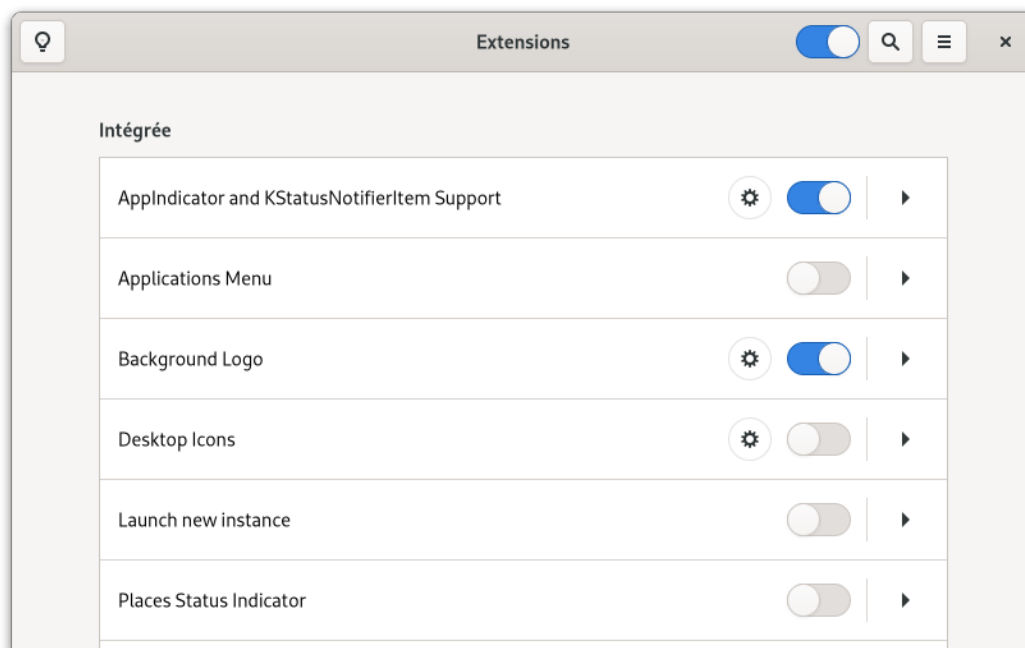 Extensions
Intégrée
AppIndicator and KStatusNotifierItem Support
Applications Menu
Background Logo
Desktop Icons
Launch new instance
Places Status Indicator